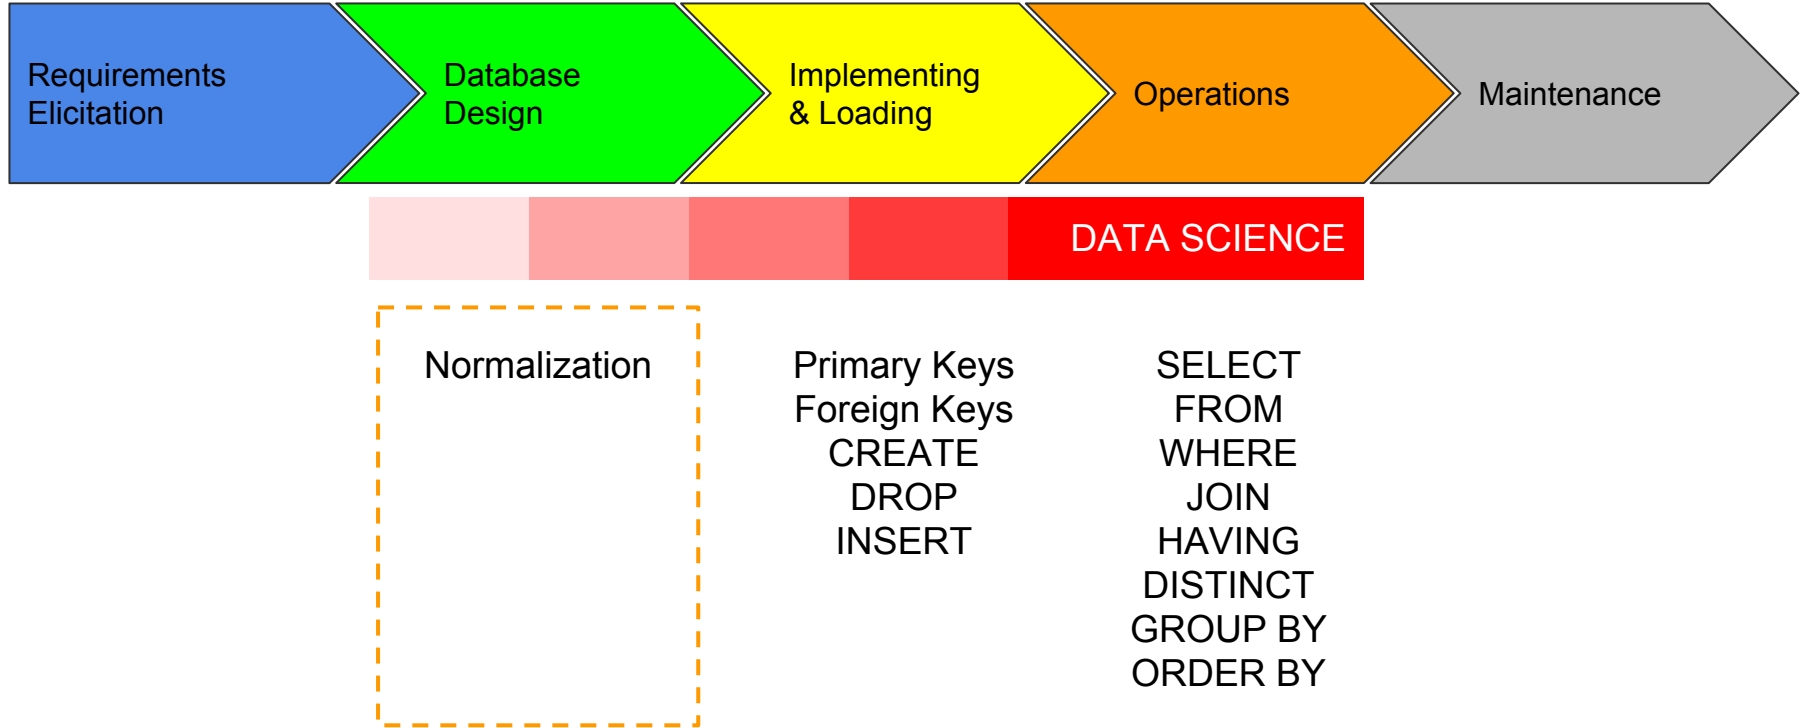 Requirements
Elicitation
Database
Design
Implementing
& Loading
Operations
Maintenance
DATA SCIENCE
Normalization
Primary Keys
Foreign Keys
CREATE
DROP
INSERT
SELECT
FROM
WHERE
JOIN
HAVING
DISTINCT
GROUP BY
ORDER BY